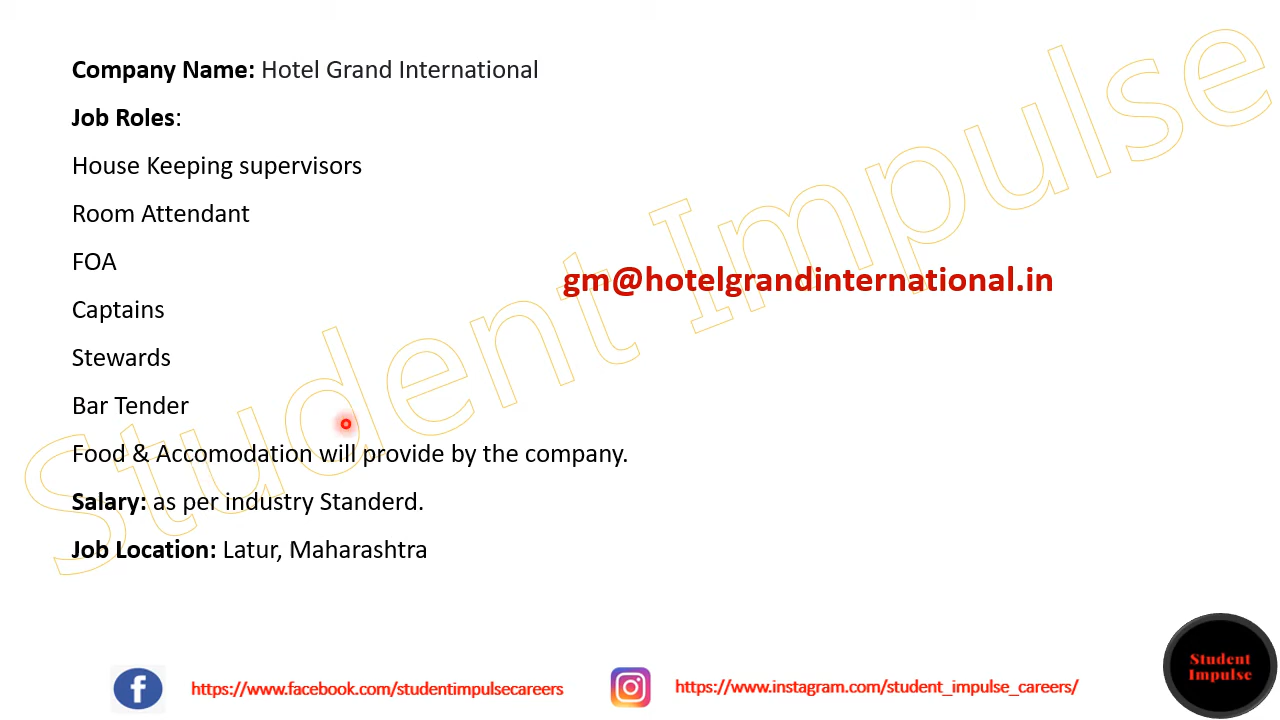 Company Name: Hotel Grand International
Job Roles:
House Keeping supervisors
Room Attendant
FOA
Captains
Stewards
Bar Tender
Food & Accomodation will provide by the company.
Salary: as per industry Standerd.
Job Location: Latur, Maharashtra
gm@hotelgrandinternational.in
Student Impulse
https://www.facebook.com/studentimpulsecareers
https://www.instagram.com/student_impulse_careers/
Student
Impulse